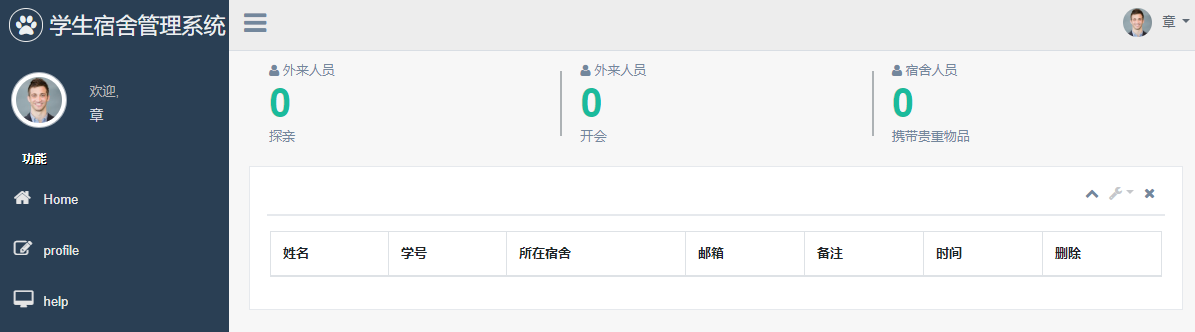 学生宿舍管理系统
章
欢迎,
章
功能
Home
profile
help
外来人员
0
探亲
外来人员
0
开会
宿舍人员
0
携带贵重物品
姓名 学号 所在宿舍 邮箱 备注 时间 删除